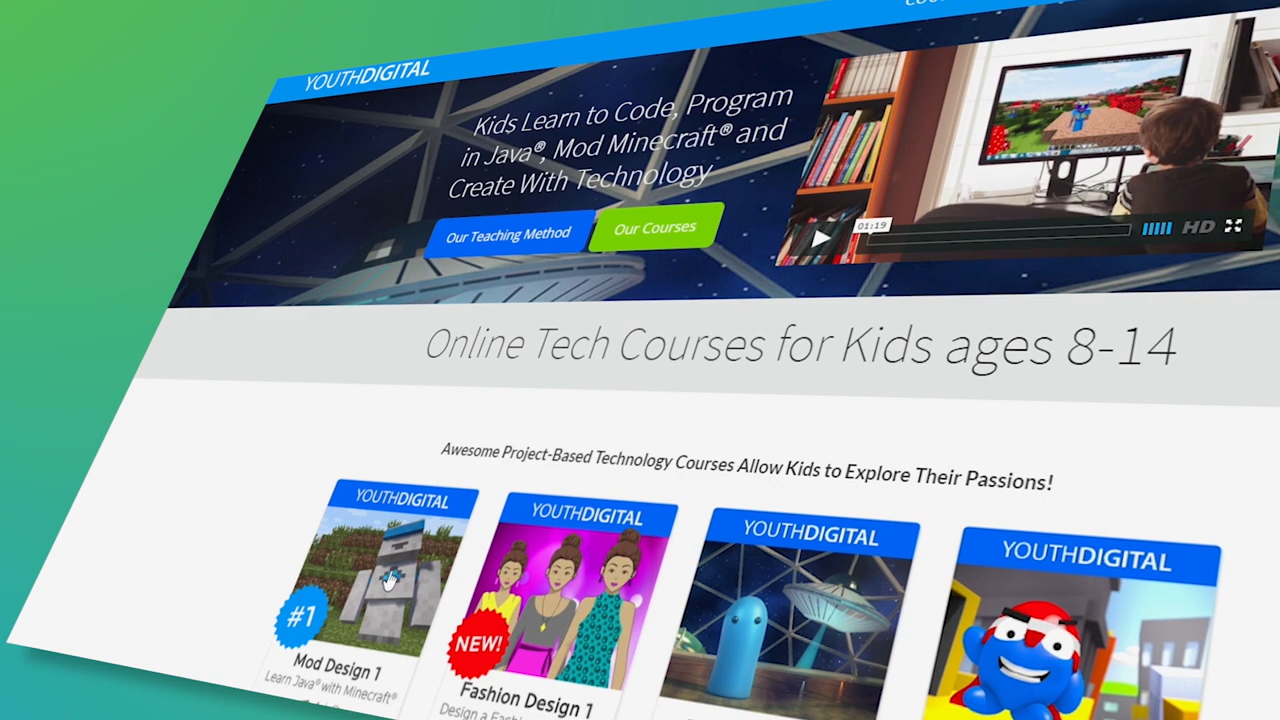 YOUTHDIGITAL
Kids Learn to Code, Program
in Java®, Mod Minecraft® and
Create With Technology
Our Teaching Method
Our Courses
01:19
HD
Online Tech Courses for Kids ages 8-14
Awesome Project-Based Technology Courses Allow Kids to Explore Their Passions!
YOUTHDIGITAL
#1
Mod Design 1
Learn Java® with Minecraft®
YOUTHDIGITAL
NEW!
Fashion Design 1
Design a
YOUTHDIGITAL
YOUTHDIGITAL